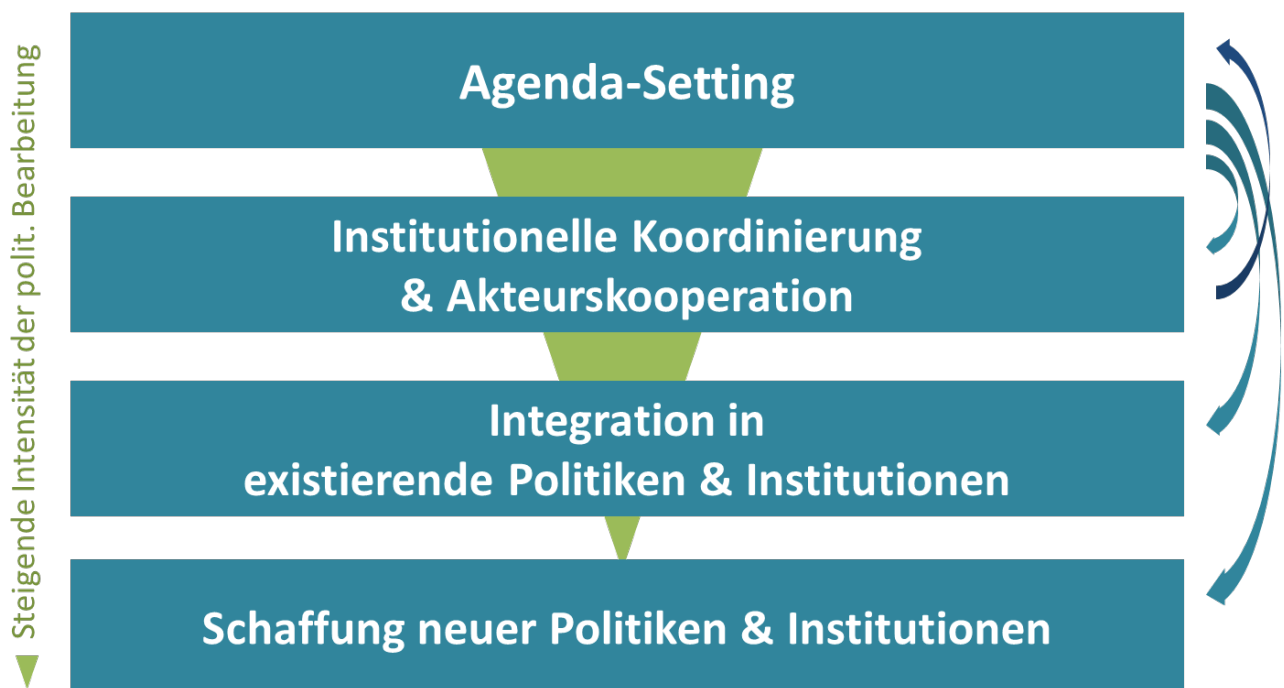 Steigende Intensität der polit. Bearbeitung
Agenda-Setting
Institutionelle Koordinierung
& Akteurskooperation
Integration in
existierende Politiken & Institutionen
Schaffung neuer Politiken & Institutionen